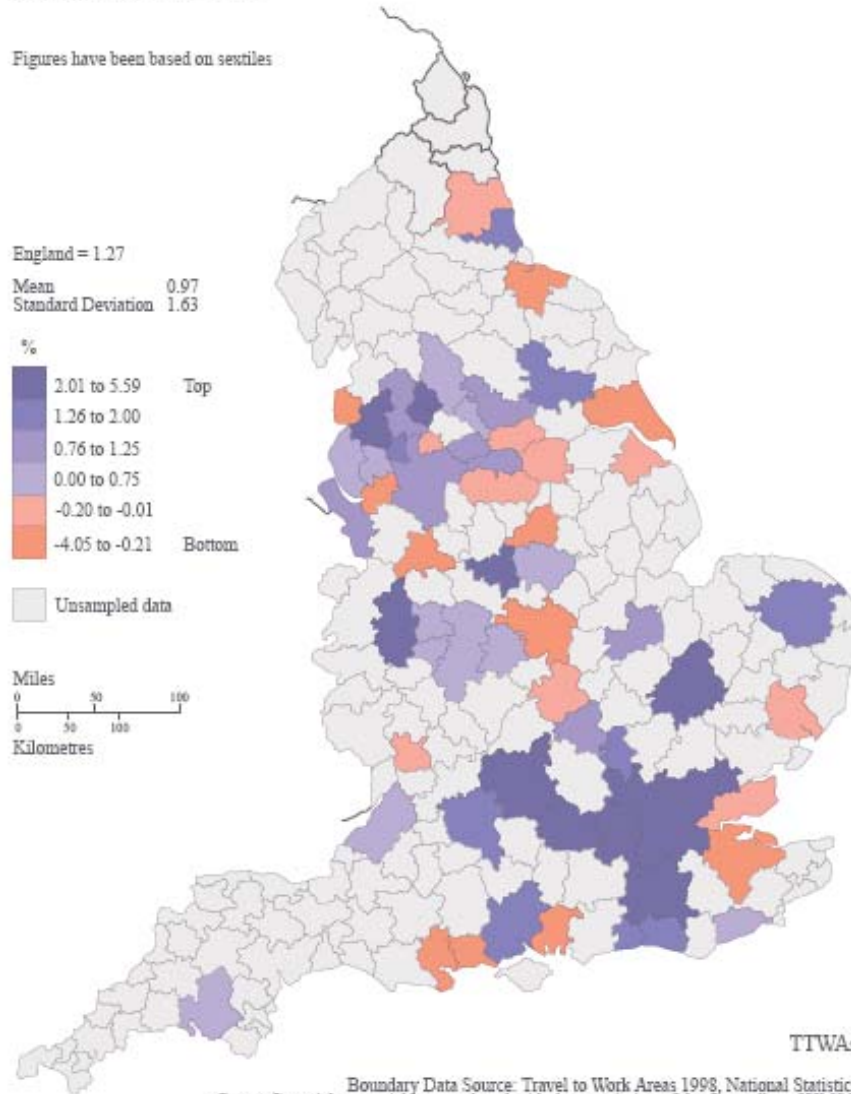 Figures have been based on sextiles
England = 1.27
Mean 0.97
Standard Deviation 1.63
%
2.01 to 5.59 Top
1.26 to 2.00
0.76 to 1.25
0.00 to 0.75
-0.20 to -0.01
-4.05 to -0.21 Bottom
Unsampled data
Miles
0 50 100
0 50 100
Kilometres
TTWA
Boundary Data Source: Travel to Work Areas 1998, National Statistic